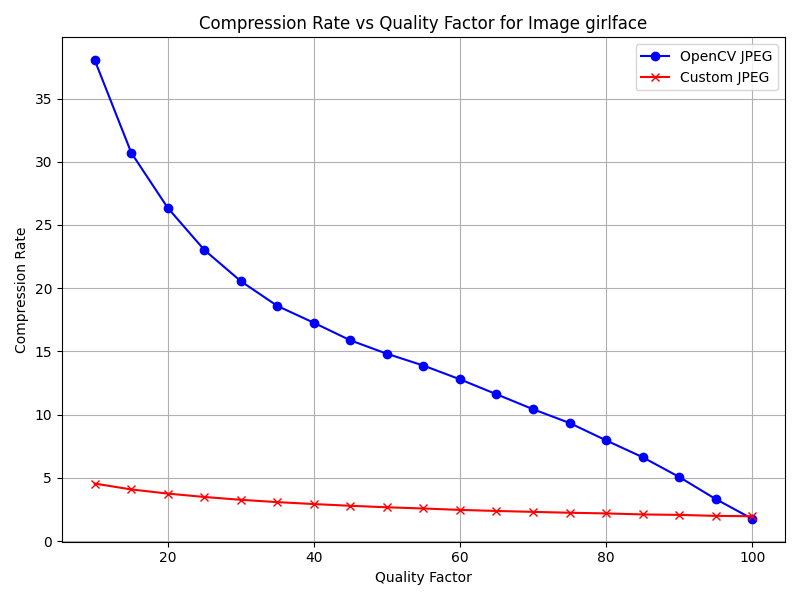 Compression Rate vs Quality Factor for Image girlface
OpenCV JPEG
Custom JPEG
Compression Rate
35
30
25
20
15
10
5
0
20
40
60
80
100
Quality Factor